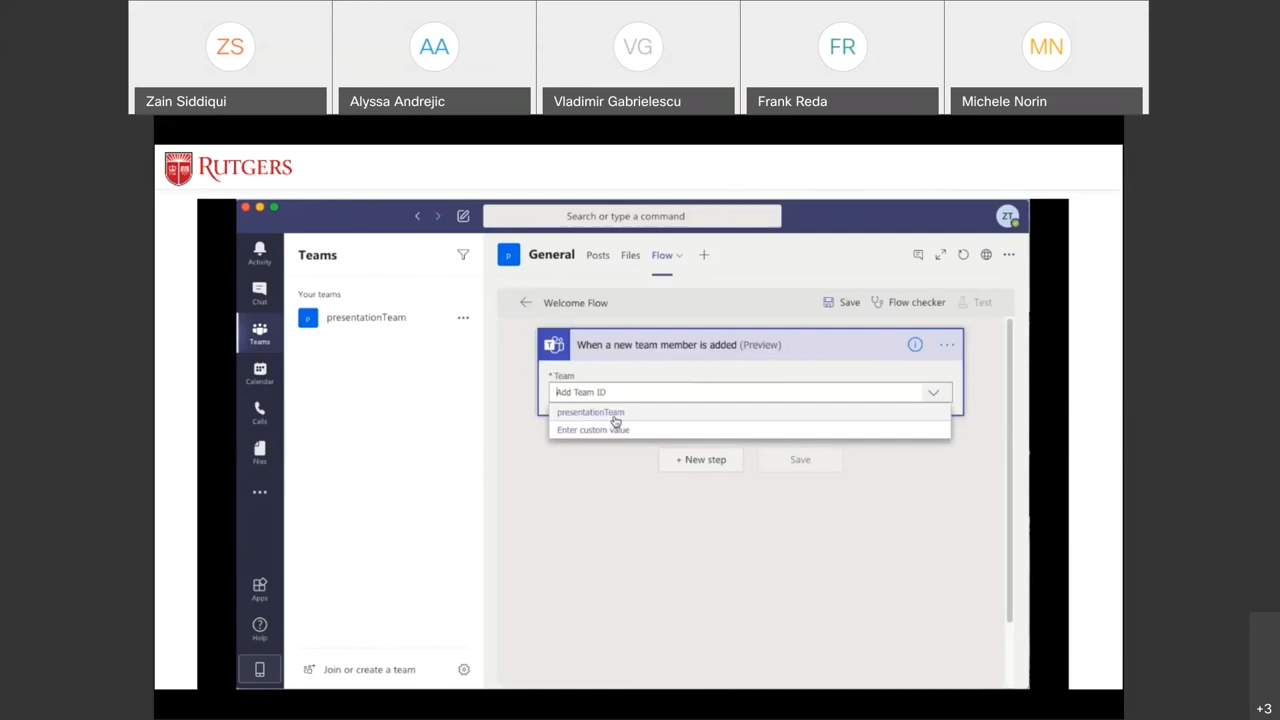 ZS
AA
VG
FR
MN
Zain Siddiqui
Alyssa Andrejic
Vladimir Gabrielescu
Frank Reda
Michele Norin
RUTGERS
Search or type a command
ZT
Activity
Chat
Teams
Calendar
Calls
Files
Apps
Help
Teams
Your teams
p presentationTeam
Join or create a team
p General Posts Files Flow
Welcome Flow Save Flow checker Test
When a new team member is added (Preview)
* Team
Add Team ID
presentationTeam
Enter custom value
+ New step Save
+3